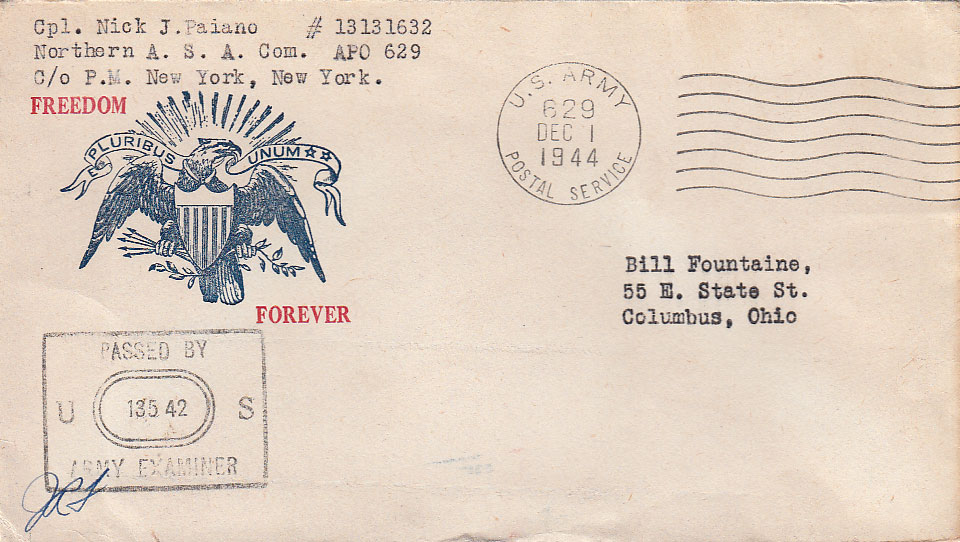 Cpl. Nick J. Paiano # 13131632
Northern A. S. A. Com. APO 629
C/o P.M. New York, New York.
FREEDOM
E PLURIBUS UNUM
FOREVER
U.S. ARMY
629
DEC 1
1944
POSTAL SERVICE
Bill Fountaine,
55 E. State St.
Columbus, Ohio
PASSED BY
U 13542 S
ARMY EXAMINER